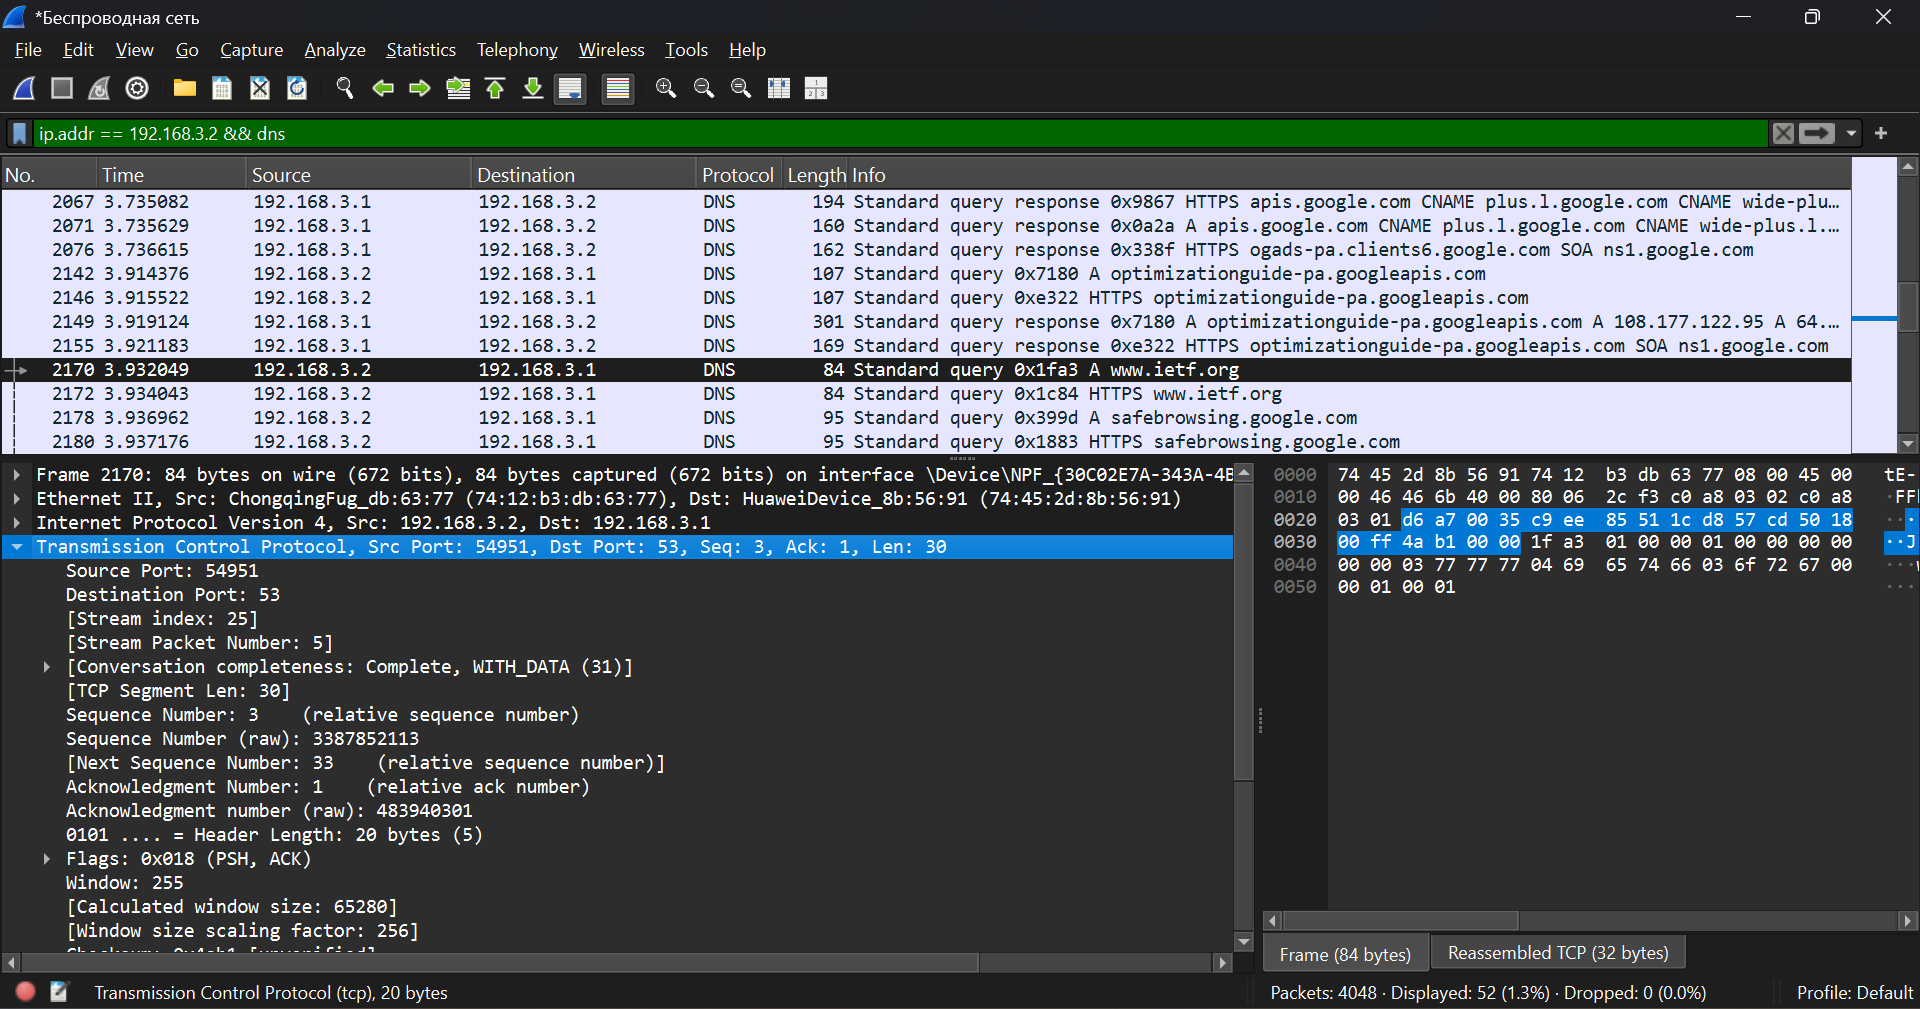 *Беспроводная сеть
File Edit View Go Capture Analyze Statistics Telephony Wireless Tools Help
ip.addr == 192.168.3.2 && dns
No. Time Source Destination Protocol Length Info
2067 3.735082 192.168.3.1 192.168.3.2 DNS 194 Standard query response 0x9867 HTTPS apis.google.com CNAME plus.l.google.com CNAME wide-plu…
2071 3.735629 192.168.3.1 192.168.3.2 DNS 160 Standard query response 0x0a2a A apis.google.com CNAME plus.l.google.com CNAME wide-plus.l.…
2076 3.736615 192.168.3.1 192.168.3.2 DNS 162 Standard query response 0x338f HTTPS ogads-pa.clients6.google.com SOA ns1.google.com
2142 3.914376 192.168.3.2 192.168.3.1 DNS 107 Standard query 0x7180 A optimizationguide-pa.googleapis.com
2146 3.915522 192.168.3.2 192.168.3.1 DNS 107 Standard query 0xe322 HTTPS optimizationguide-pa.googleapis.com
2149 3.919124 192.168.3.1 192.168.3.2 DNS 301 Standard query response 0x7180 A optimizationguide-pa.googleapis.com A 108.177.122.95 A 64.…
2155 3.921183 192.168.3.1 192.168.3.2 DNS 169 Standard query response 0xe322 HTTPS optimizationguide-pa.googleapis.com SOA ns1.google.com
2170 3.932049 192.168.3.2 192.168.3.1 DNS 84 Standard query 0x1fa3 A www.ietf.org
2172 3.934043 192.168.3.2 192.168.3.1 DNS 84 Standard query 0x1c84 HTTPS www.ietf.org
2178 3.936962 192.168.3.2 192.168.3.1 DNS 95 Standard query 0x399d A safebrowsing.google.com
2180 3.937176 192.168.3.2 192.168.3.1 DNS 95 Standard query 0x1883 HTTPS safebrowsing.google.com
Frame 2170: 84 bytes on wire (672 bits), 84 bytes captured (672 bits) on interface \Device\NPF_{30C02E7A-343A-4E
Ethernet II, Src: ChongqingFug_db:63:77 (74:12:b3:db:63:77), Dst: HuaweiDevice_8b:56:91 (74:45:2d:8b:56:91)
Internet Protocol Version 4, Src: 192.168.3.2, Dst: 192.168.3.1
Transmission Control Protocol, Src Port: 54951, Dst Port: 53, Seq: 3, Ack: 1, Len: 30
Source Port: 54951
Destination Port: 53
[Stream index: 25]
[Stream Packet Number: 5]
[Conversation completeness: Complete, WITH_DATA (31)]
[TCP Segment Len: 30]
Sequence Number: 3    (relative sequence number)
Sequence Number (raw): 3387852113
[Next Sequence Number: 33    (relative sequence number)]
Acknowledgment Number: 1    (relative ack number)
Acknowledgment number (raw): 483940301
0101 .... = Header Length: 20 bytes (5)
Flags: 0x018 (PSH, ACK)
Window: 255
[Calculated window size: 65280]
[Window size scaling factor: 256]
0000 74 45 2d 8b 56 91 74 12 b3 db 63 77 08 00 45 00 tE-
0010 00 46 46 6b 40 00 80 06 2c f3 c0 a8 03 02 c0 a8 ·FF
0020 03 01 d6 a7 00 35 c9 ee 85 51 1c d8 57 cd 50 18 ···
0030 00 ff 4a b1 00 00 1f a3 01 00 00 01 00 00 00 00 ··J
0040 00 00 03 77 77 77 04 69 65 74 66 03 6f 72 67 00 ···
0050 00 01 00 01 ···
Frame (84 bytes) Reassembled TCP (32 bytes)
Transmission Control Protocol (tcp), 20 bytes Packets: 4048 · Displayed: 52 (1.3%) · Dropped: 0 (0.0%) Profile: Default